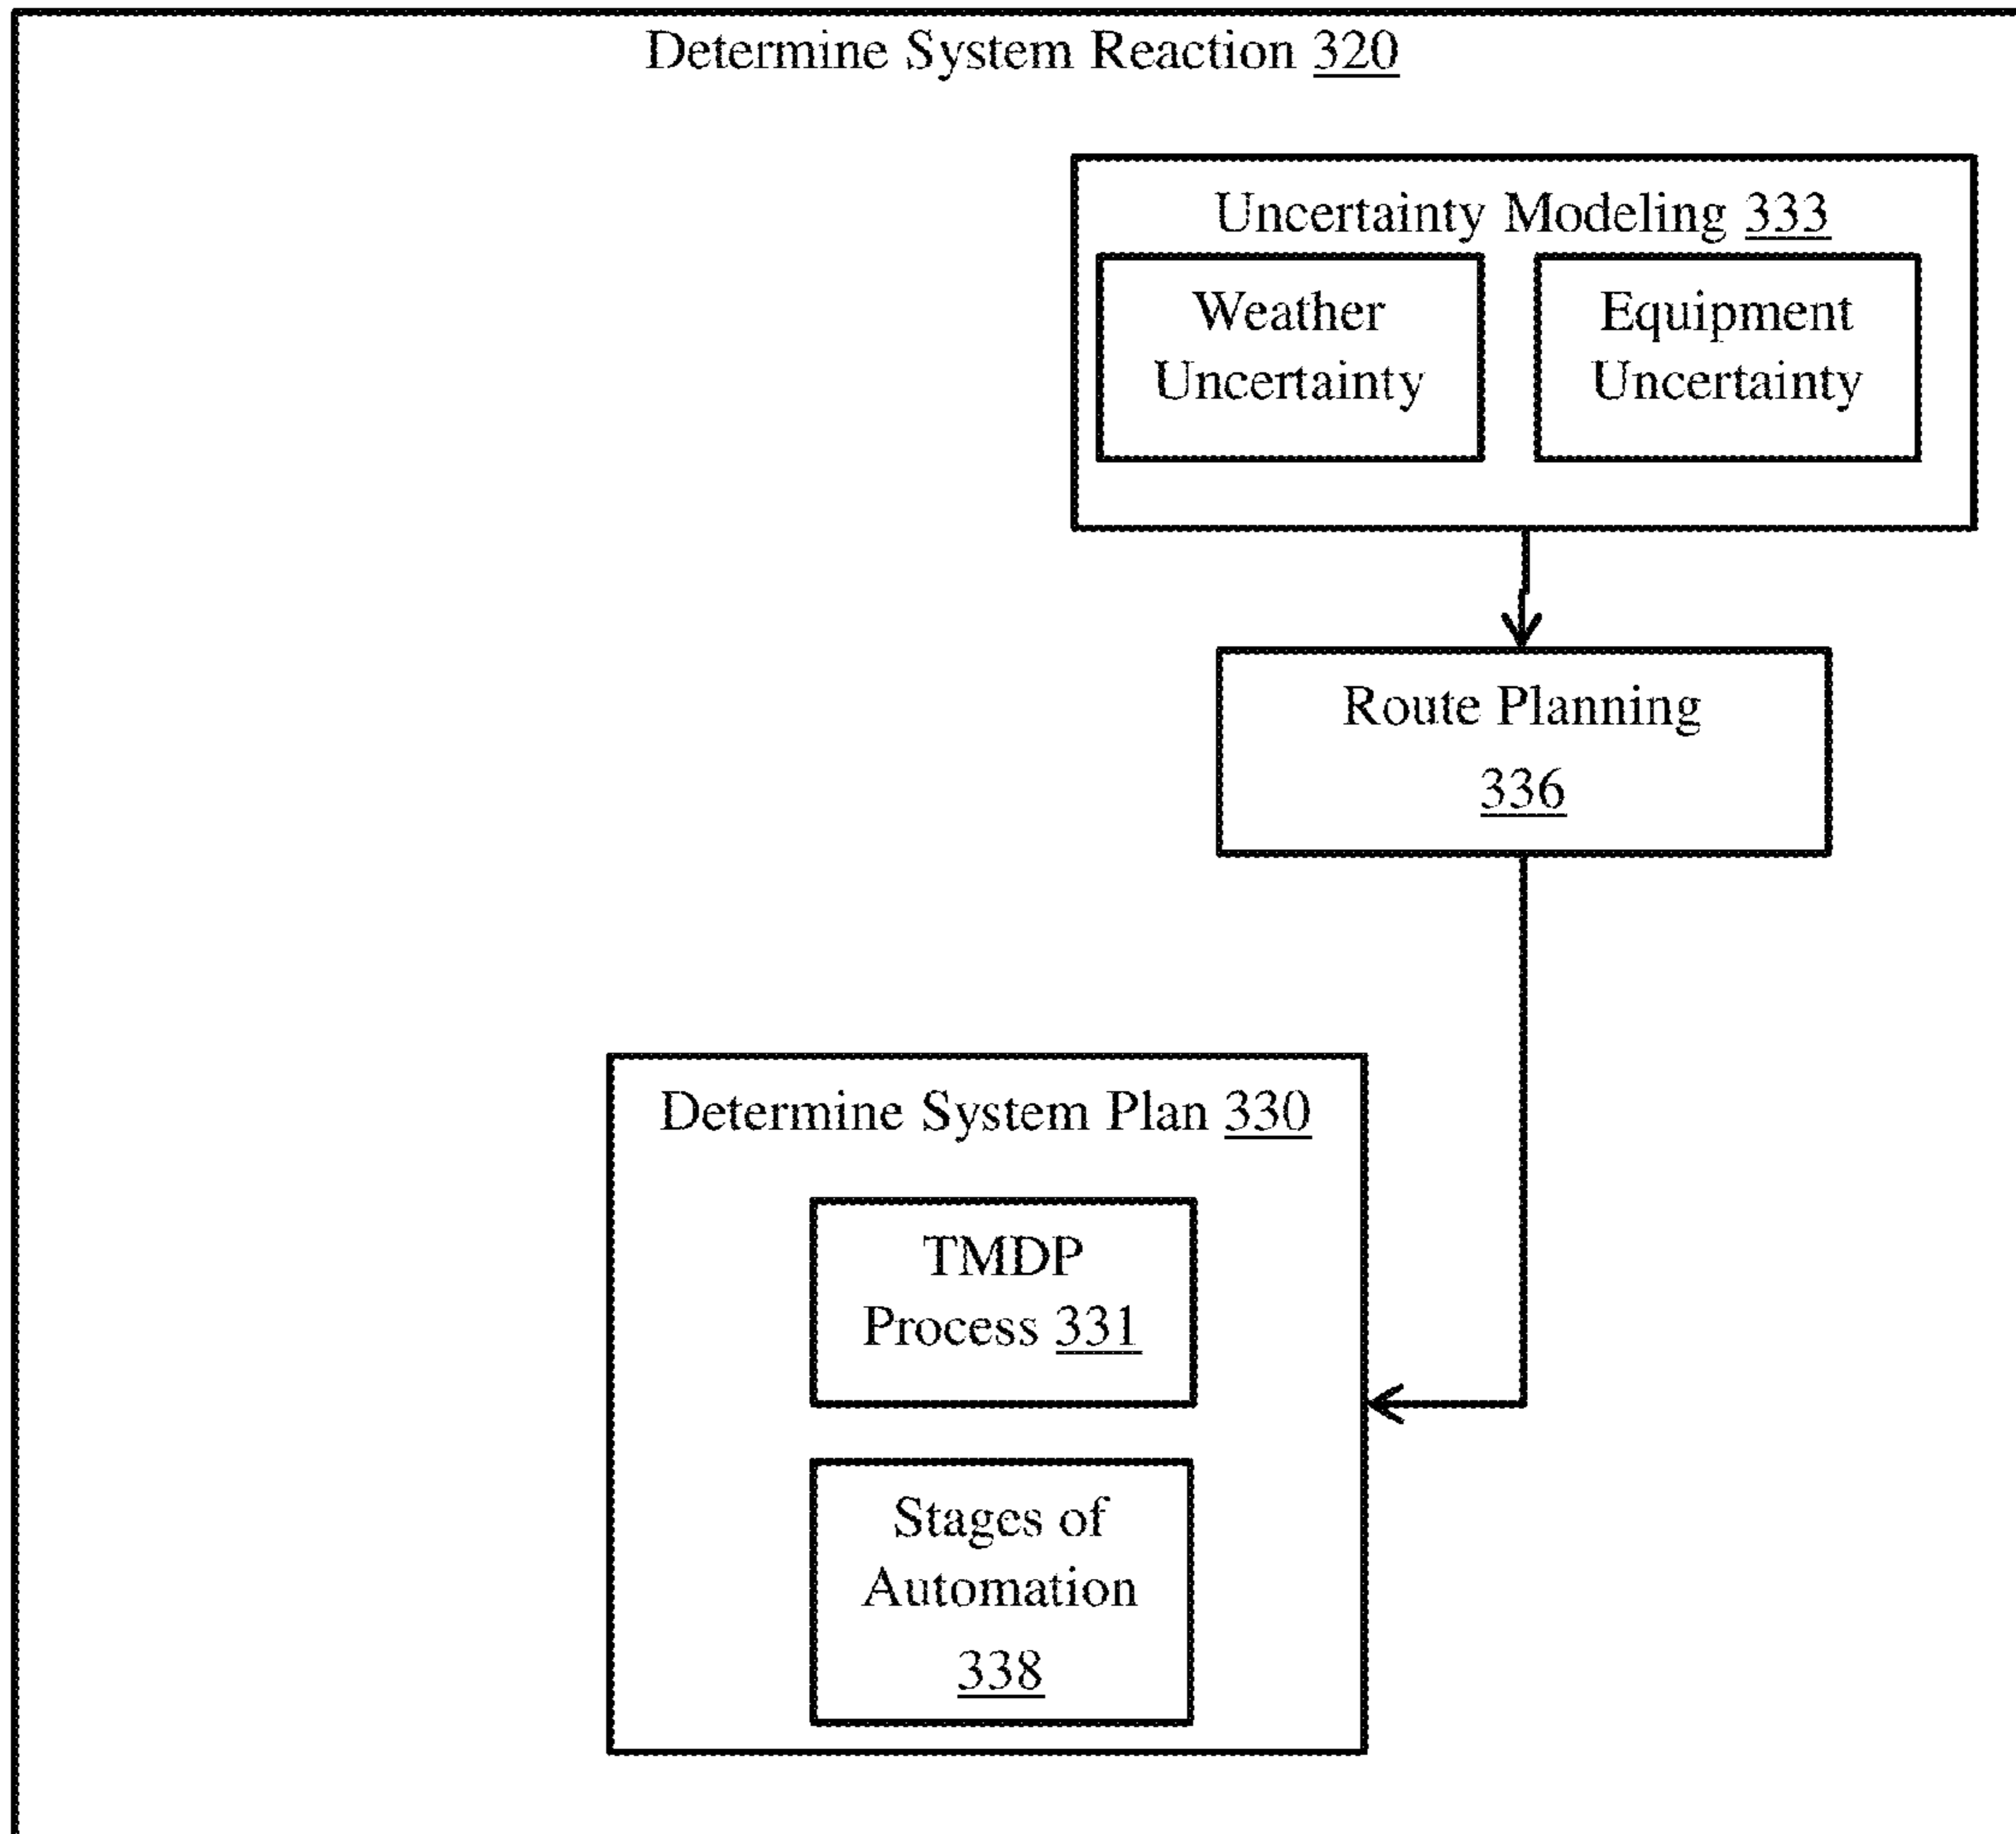 Determine System Reaction 320
Uncertainty Modeling 333
Weather
Uncertainty
Equipment
Uncertainty
Route Planning
336
Determine System Plan 330
TMDP
Process 331
Stages of
Automation
338